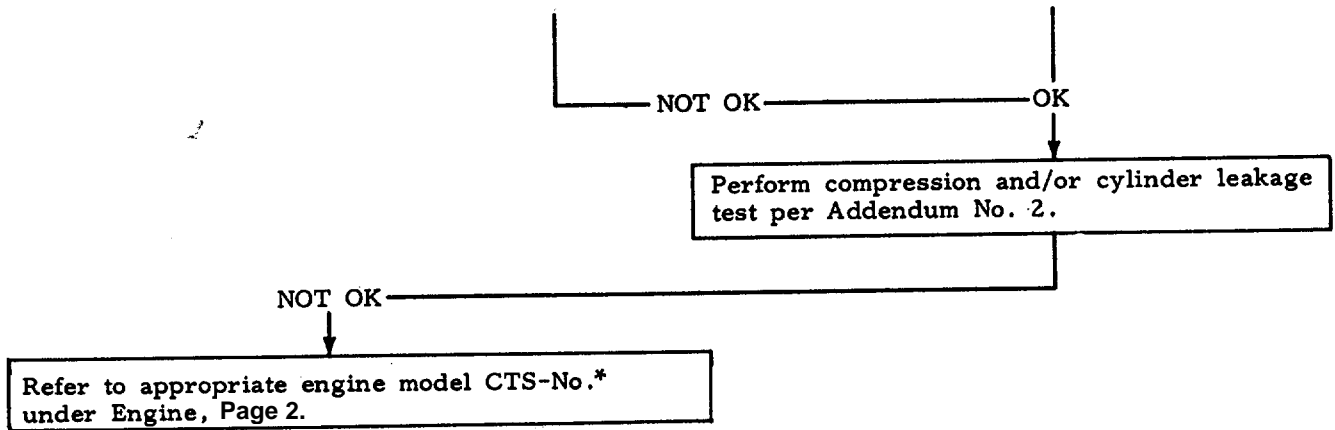 NOT OK OK
Perform compression and/or cylinder leakage
test per Addendum No. 2.
NOT OK
Refer to appropriate engine model CTS-No.*
under Engine, Page 2.